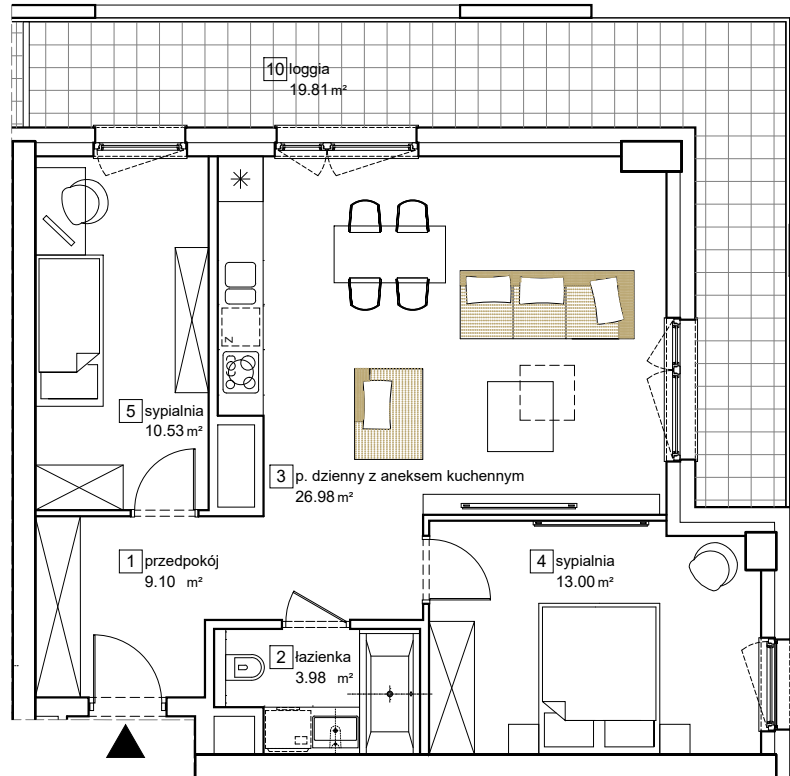 10 loggia
19.81 m²
5 sypialnia
10.53 m²
3 p. dzienny z aneksem kuchennym
26.98 m²
1 przedpokój
9.10 m²
4 sypialnia
13.00 m²
2 łazienka
3.98 m²
Z